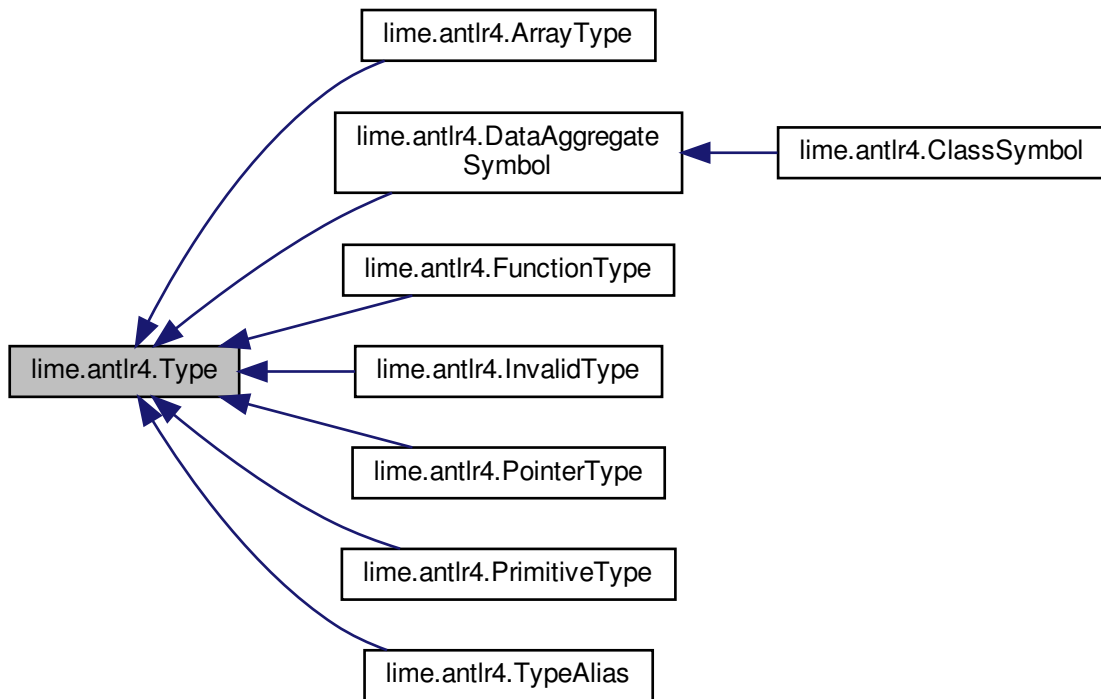 lime.antlr4.ArrayType
lime.antlr4.DataAggregate
Symbol
lime.antlr4.ClassSymbol
lime.antlr4.FunctionType
lime.antlr4.Type
lime.antlr4.InvalidType
lime.antlr4.PointerType
lime.antlr4.PrimitiveType
lime.antlr4.TypeAlias